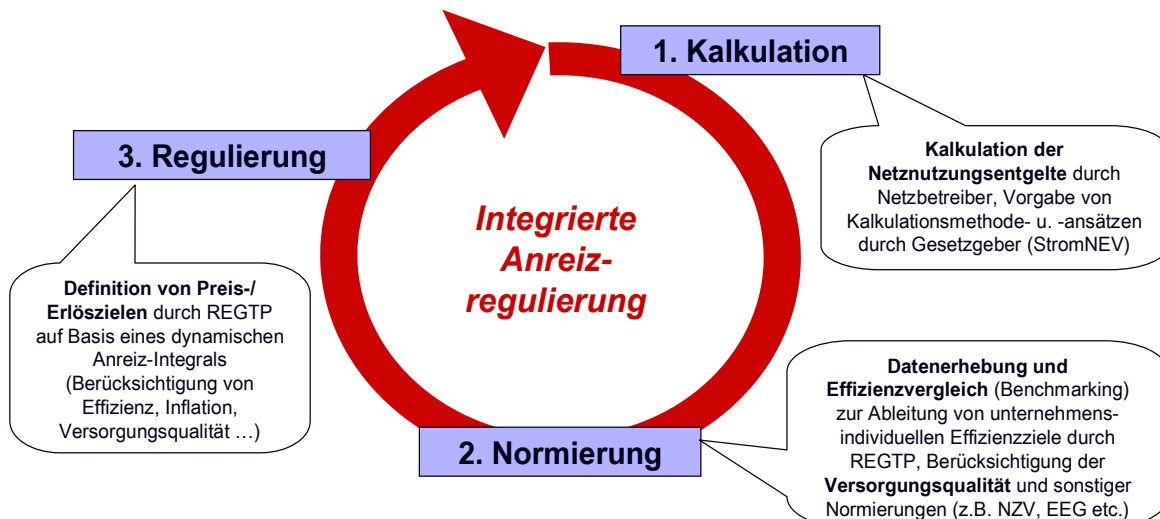 1. Kalkulation
Kalkulation der
Netznutzungsentgelte durch
Netzbetreiber, Vorgabe von
Kalkulationsmethode- u. -ansätzen
durch Gesetzgeber (StromNEV)
Integrierte
Anreiz-
regulierung
2. Normierung
Datenerhebung und
Effizienzvergleich (Benchmarking)
zur Ableitung von unternehmens-
individuellen Effizienzziele durch
REGTP, Berücksichtigung der
Versorgungsqualität und sonstiger
Normierungen (z.B. NZV, EEG etc.)
3. Regulierung
Definition von Preis-/
Erlöszielen durch REGTP
auf Basis eines dynamischen
Anreiz-Integrals
(Berücksichtigung von
Effizienz, Inflation,
Versorgungsqualität …)